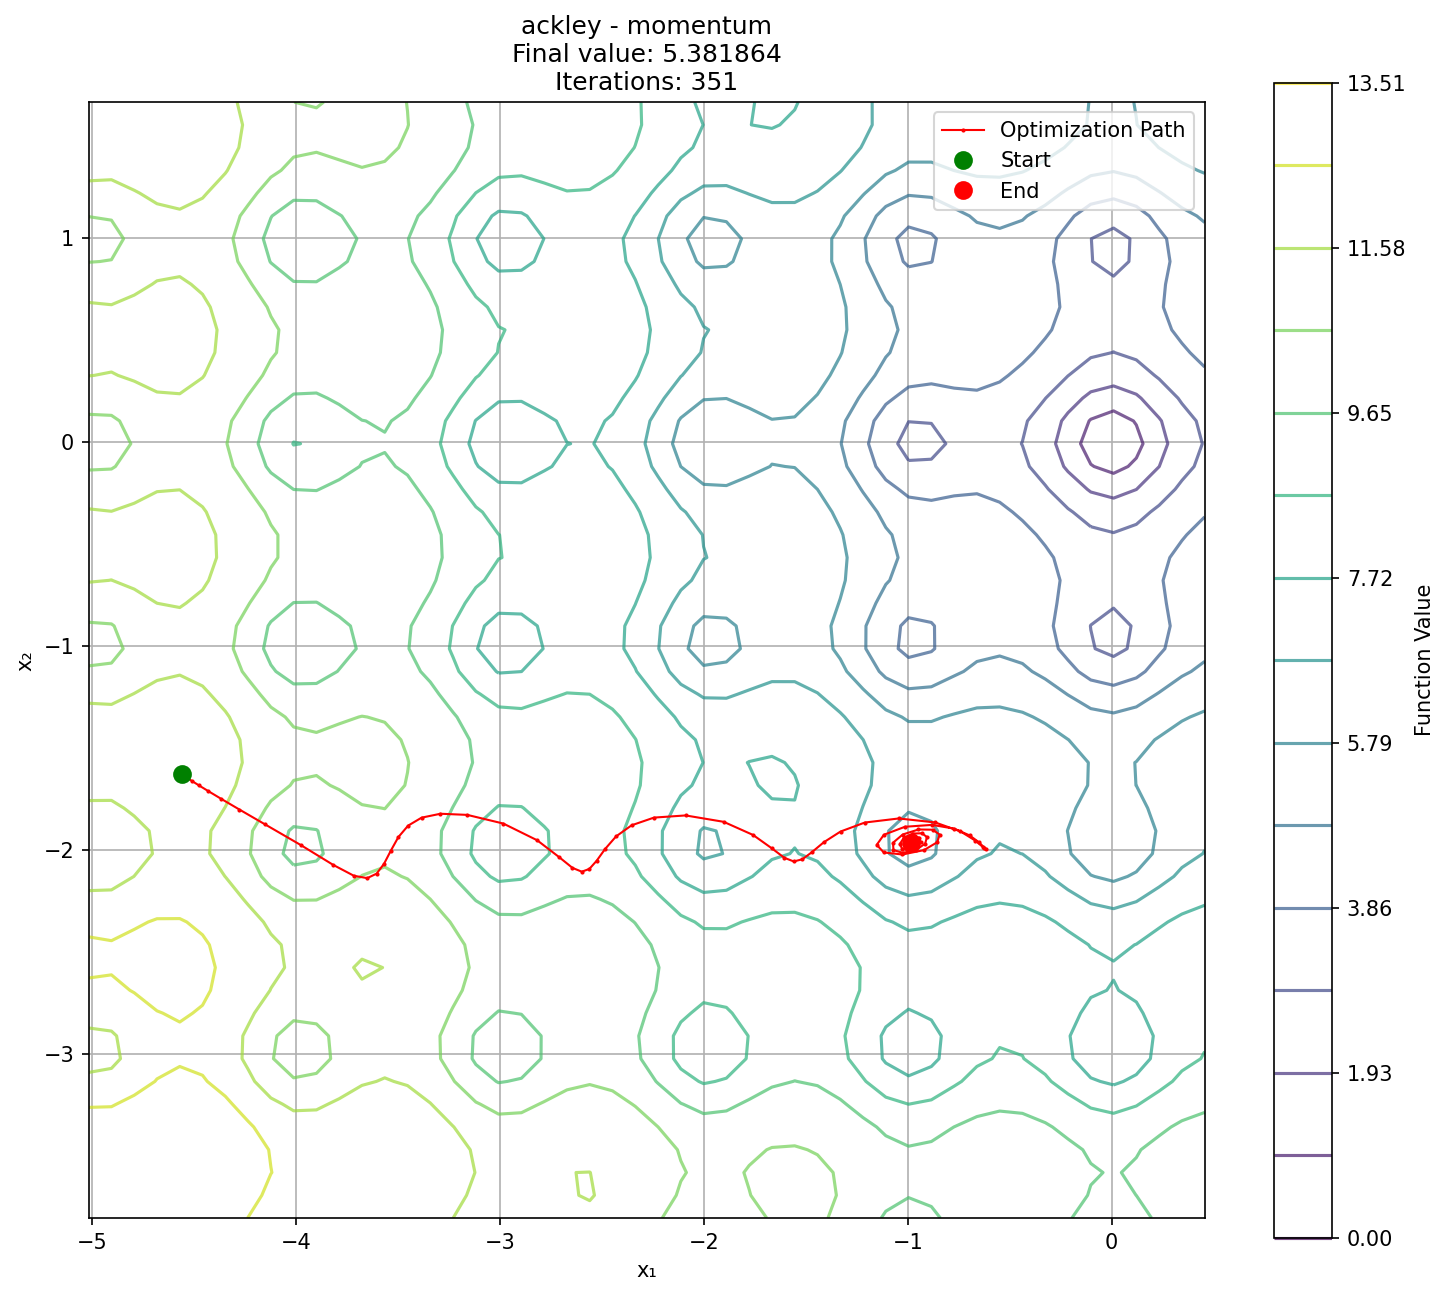 ackley - momentum
Final value: 5.381864
Iterations: 351
Optimization Path
Start
End
1
0
−1
−2
−3
x₂
−5
−4
−3
−2
−1
0
x₁
13.51
11.58
9.65
7.72
5.79
3.86
1.93
0.00
Function Value